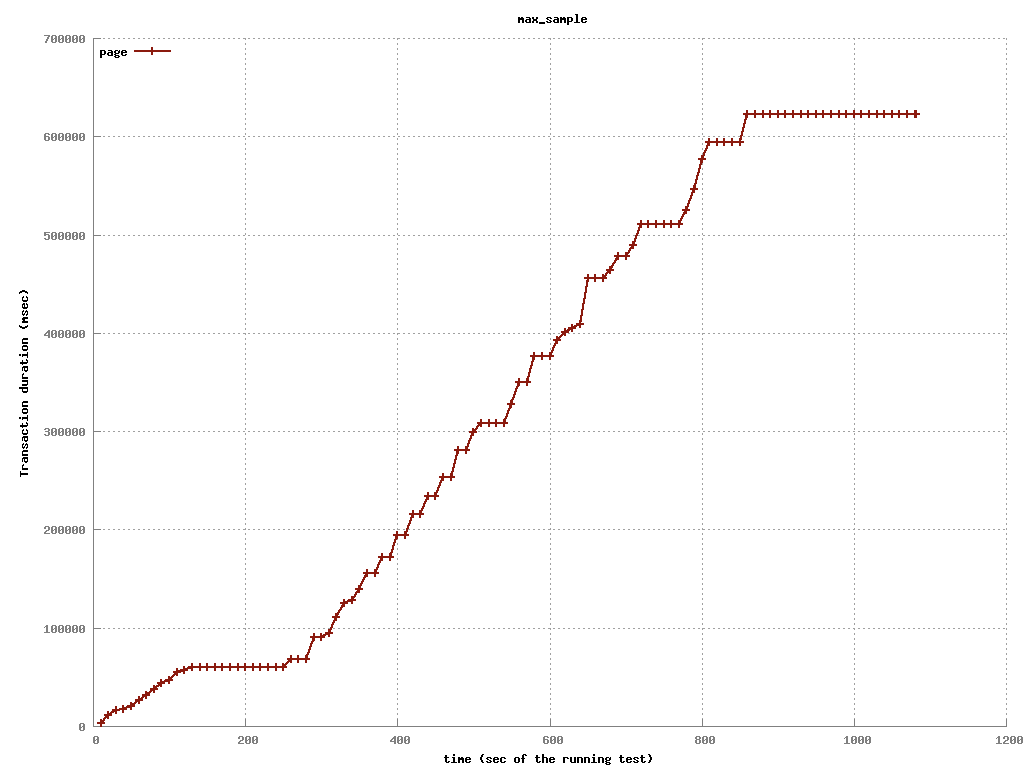 max_sample
700000
page
600000
500000
400000
Transaction duration (msec)
300000
200000
100000
0
0 200 400 600 800 1000 1200
time (sec of the running test)